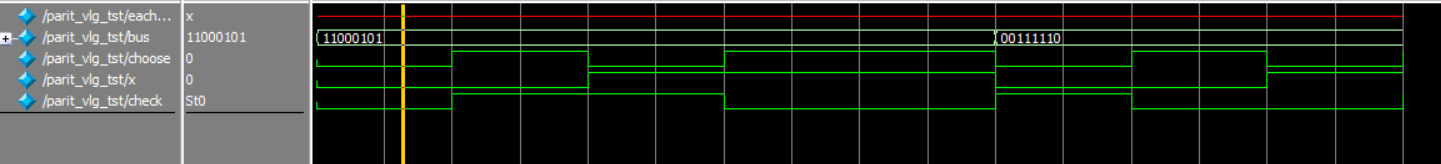 /parit_vlg_tst/each... x
/parit_vlg_tst/bus 11000101 11000101 00111110
/parit_vlg_tst/choose 0
/parit_vlg_tst/x 0
/parit_vlg_tst/check St0